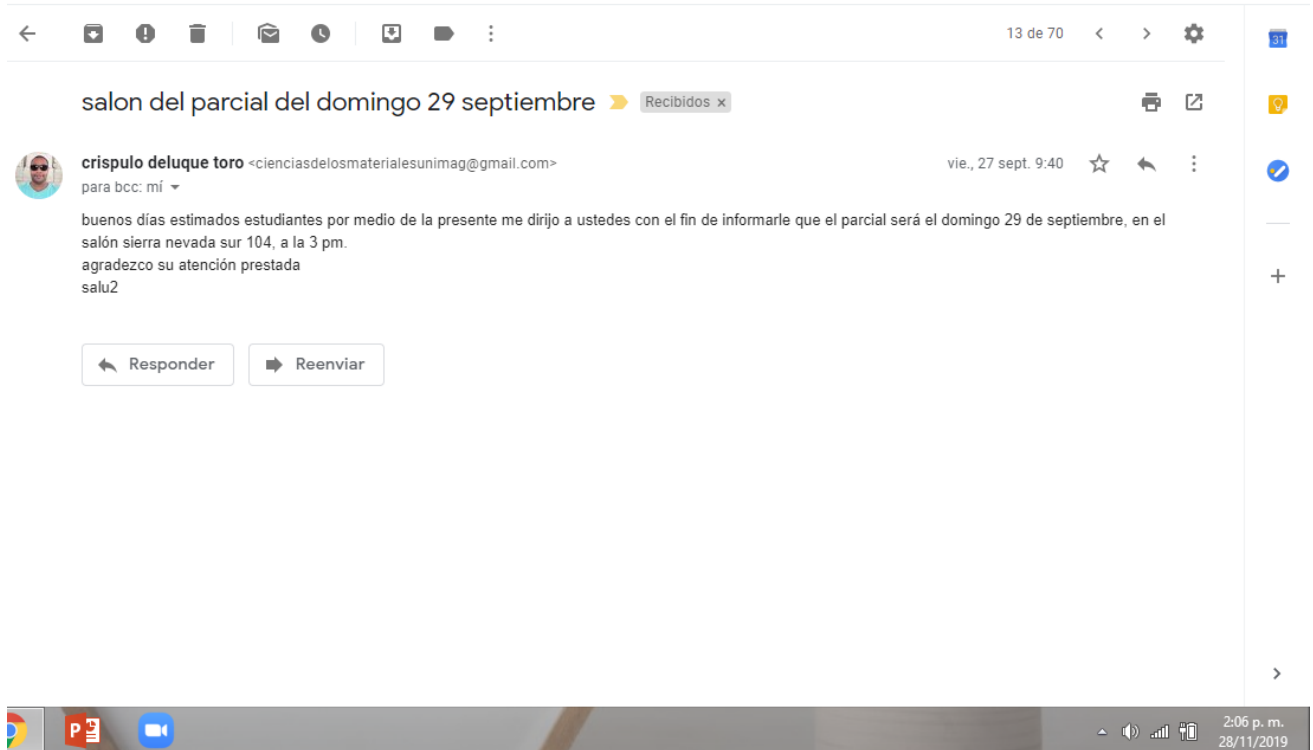 13 de 70
31
salon del parcial del domingo 29 septiembre Recibidos x
crispulo deluque toro <cienciasdelosmaterialesunimag@gmail.com> vie., 27 sept. 9:40
para bcc: mí
buenos días estimados estudiantes por medio de la presente me dirijo a ustedes con el fin de informarle que el parcial será el domingo 29 de septiembre, en el
salón sierra nevada sur 104, a la 3 pm.
agradezco su atención prestada
salu2
Responder Reenviar
P 2:06 p. m.
28/11/2019